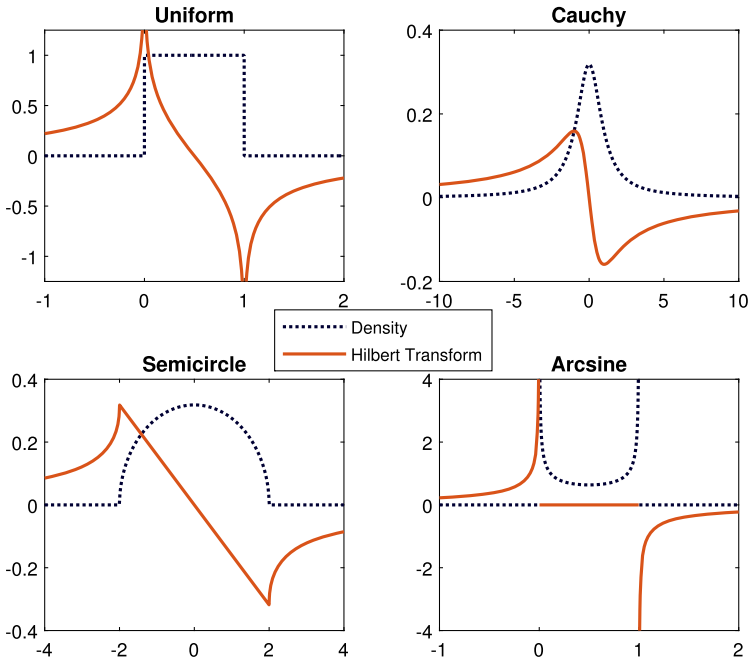 Uniform
1
0.5
0
-0.5
-1
-1 0 1 2
Cauchy
0.4
0.2
0
-0.2
-10 -5 0 5 10
Density
Hilbert Transform
Semicircle
0.4
0.2
0
-0.2
-0.4
-4 -2 0 2 4
Arcsine
4
2
0
-2
-4
-1 0 1 2